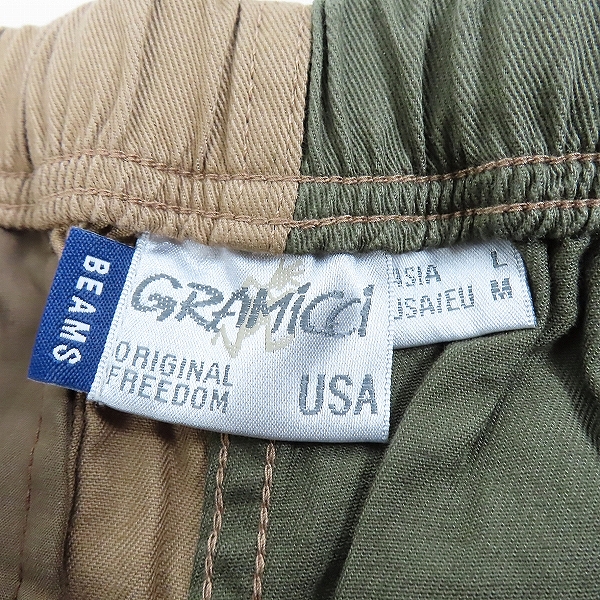 BEAMS
GRAMiCCi
ORIGINAL
FREEDOM
USA
ASIA L
USA/EU M